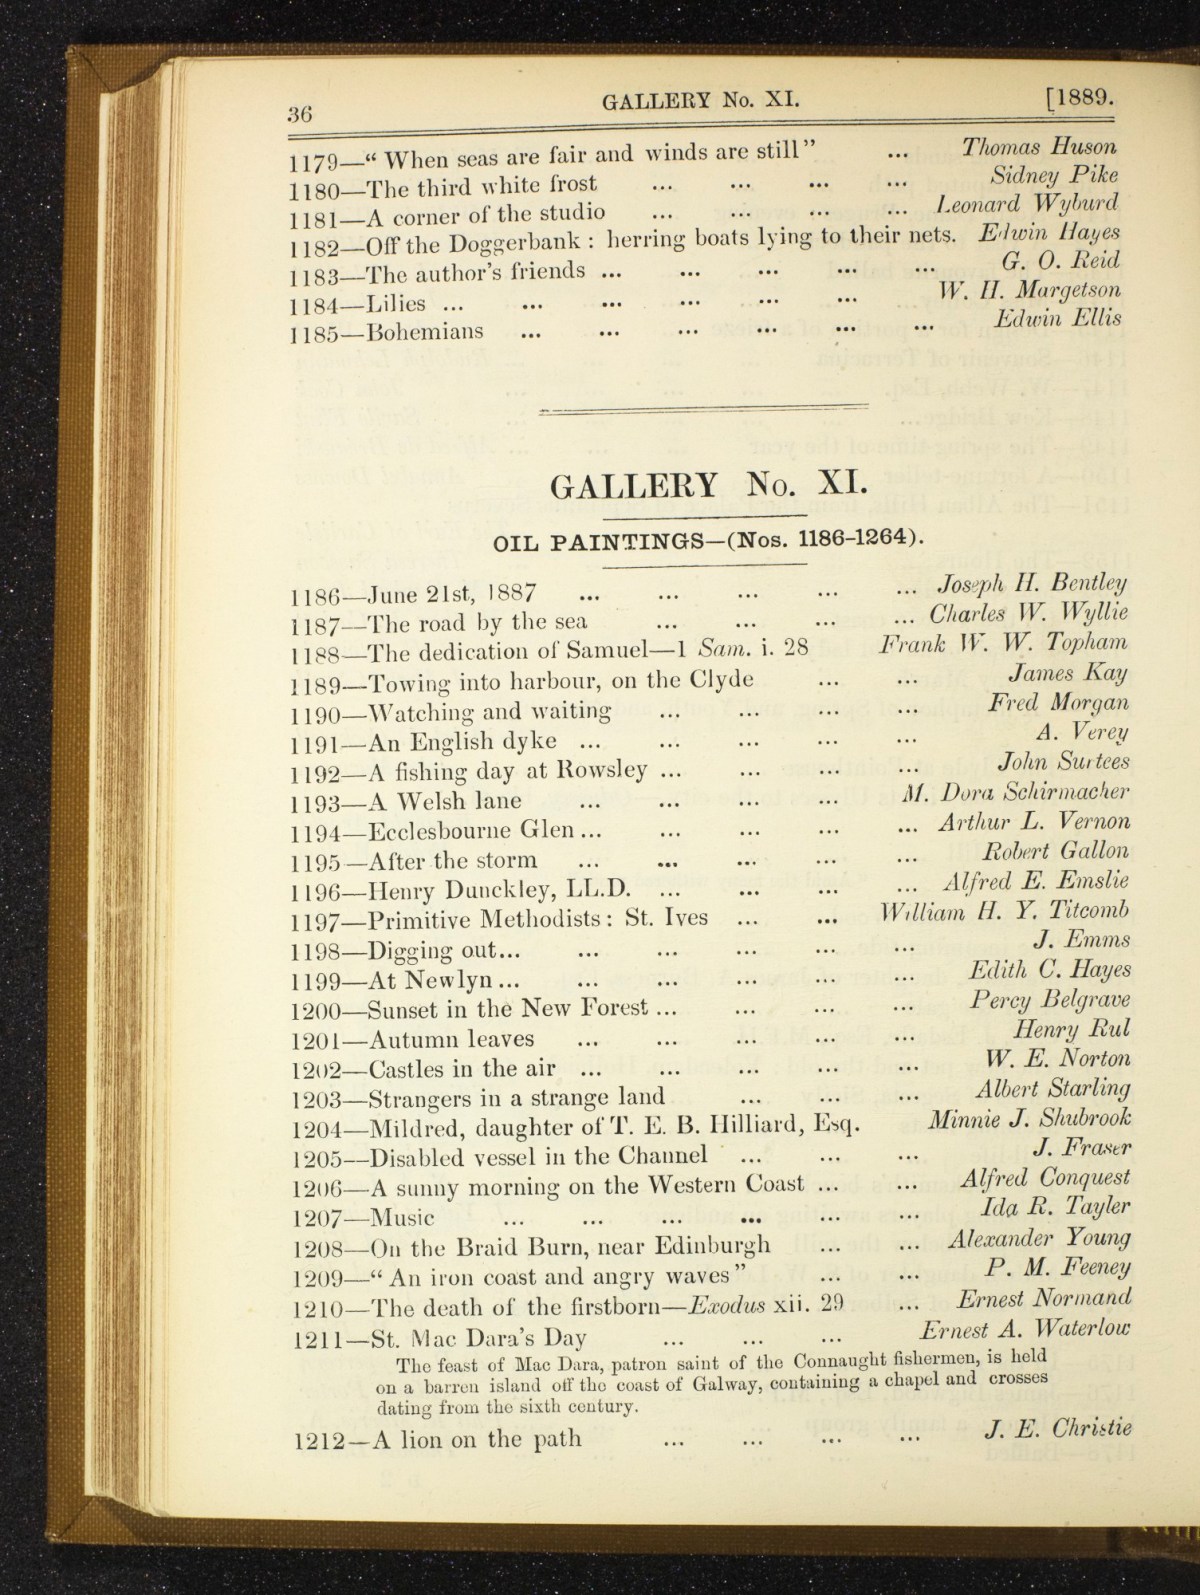 36 GALLERY No. XI. [1889.
1179—“ When seas are fair and winds are still ” ... Thomas Huson
1180—The third white frost ... ... ... ... Sidney Pike
1181—A corner of the studio ... ... ... ... Leonard Wyburd
1182—Off the Doggerbank : herring boats lying to their nets. Edwin Hayes
1183—The author's friends ... ... ... ... ... G. O. Reid
1184—Lilies ... ... ... ... ... ... W. H. Margetson
1185—Bohemians ... ... ... ... ... ... Edwin Ellis
GALLERY No. XI.
OIL PAINTINGS—(Nos. 1186-1264).
1186—June 21st, 1887 ... ... ... ... ... Joseph H. Bentley
1187—The road by the sea ... ... ... ... Charles W. Wyllie
1188—The dedication of Samuel—1 Sam. i. 28 Frank W. W. Topham
1189—Towing into harbour, on the Clyde ... ... James Kay
1190—Watching and waiting ... ... ... ... Fred Morgan
1191—An English dyke ... ... ... ... ... A. Verey
1192—A fishing day at Rowsley ... ... ... ... John Surtees
1193—A Welsh lane ... ... ... ... M. Dora Schirmacher
1194—Ecclesbourne Glen ... ... ... ... ... Arthur L. Vernon
1195—After the storm ... ... ... ... ... Robert Gallon
1196—Henry Dunckley, LL.D. ... ... ... ... Alfred E. Emslie
1197—Primitive Methodists : St. Ives ... ... William H. Y. Titcomb
1198—Digging out... ... ... ... ... ... J. Emms
1199—At Newlyn ... ... ... ... ... ... Edith C. Hayes
1200—Sunset in the New Forest ... ... ... ... Percy Belgrave
1201—Autumn leaves ... ... ... ... ... Henry Rul
1202—Castles in the air ... ... ... ... ... W. E. Norton
1203—Strangers in a strange land ... ... ... Albert Starling
1204—Mildred, daughter of T. E. B. Hilliard, Esq. Minnie J. Shubrook
1205—Disabled vessel in the Channel ... ... ... J. Fraser
1206—A sunny morning on the Western Coast ... ... Alfred Conquest
1207—Music ... ... ... ... ... ... Ida R. Tayler
1208—On the Braid Burn, near Edinburgh ... ... Alexander Young
1209—“ An iron coast and angry waves ” ... ... P. M. Feeney
1210—The death of the firstborn—Exodus xii. 29 ... Ernest Normand
1211—St. Mac Dara's Day ... ... ... Ernest A. Waterlow
The feast of Mac Dara, patron saint of the Connaught fishermen, is held
on a barren island off the coast of Galway, containing a chapel and crosses
dating from the sixth century.
1212—A lion on the path ... ... ... ... J. E. Christie